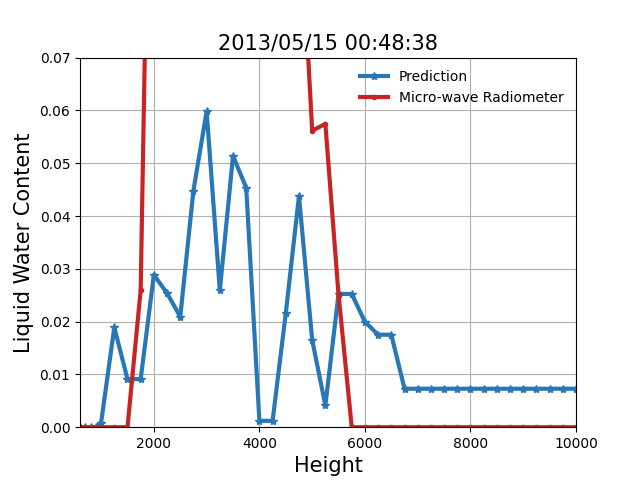 2013/05/15 00:48:38
0.07
0.06
0.05
0.04
0.03
0.02
0.01
0.00
Liquid Water Content
Prediction
Micro-wave Radiometer
2000 4000 6000 8000 10000
Height